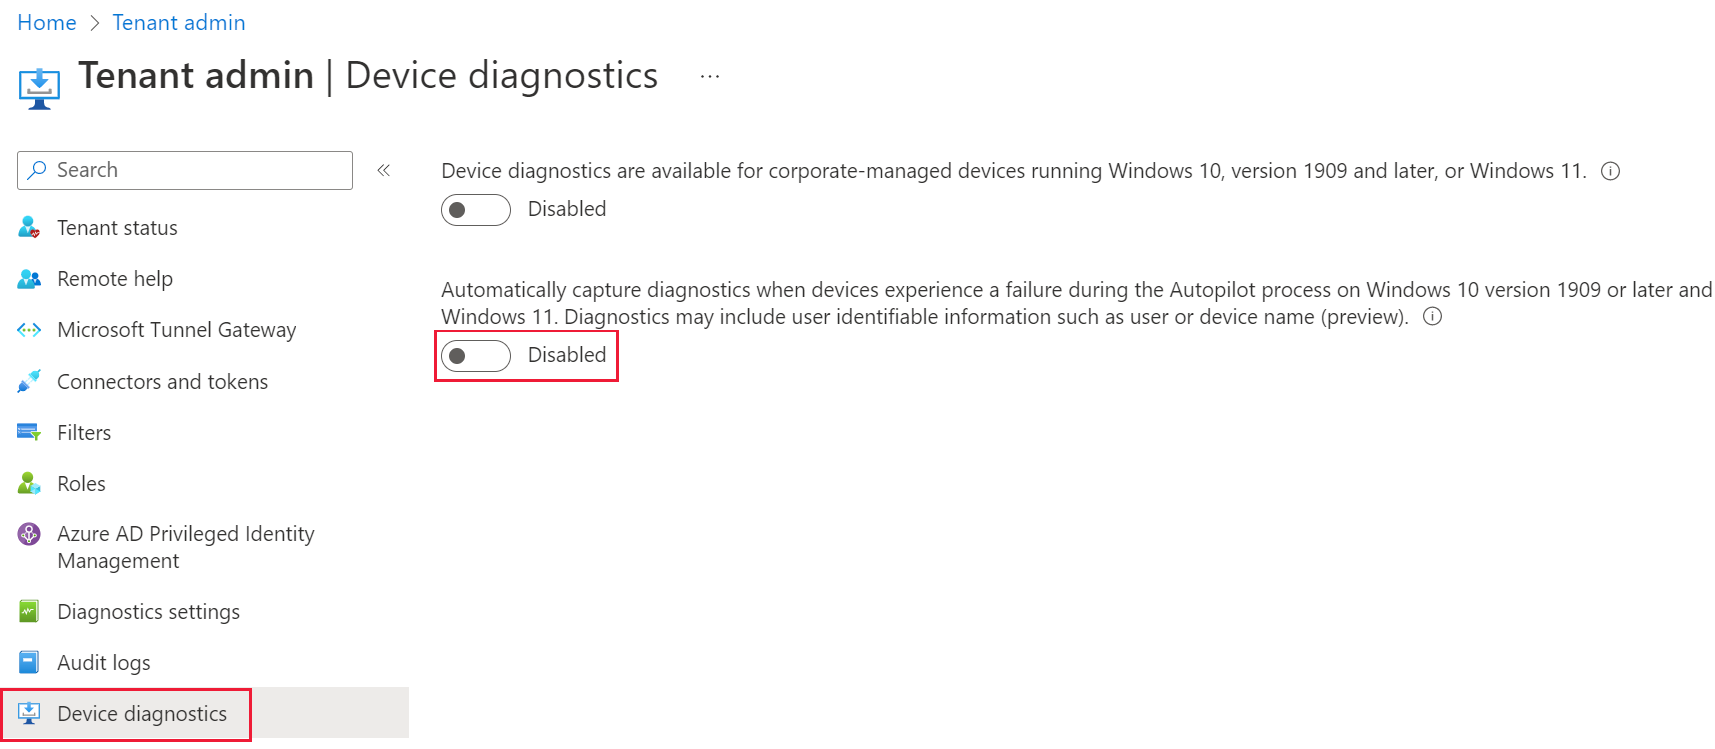 Home > Tenant admin
Tenant admin | Device diagnostics ...
Search «
Tenant status
Remote help
Microsoft Tunnel Gateway
Connectors and tokens
Filters
Roles
Azure AD Privileged Identity
Management
Diagnostics settings
Audit logs
Device diagnostics
Device diagnostics are available for corporate-managed devices running Windows 10, version 1909 and later, or Windows 11.
Disabled
Automatically capture diagnostics when devices experience a failure during the Autopilot process on Windows 10 version 1909 or later and
Windows 11. Diagnostics may include user identifiable information such as user or device name (preview).
Disabled